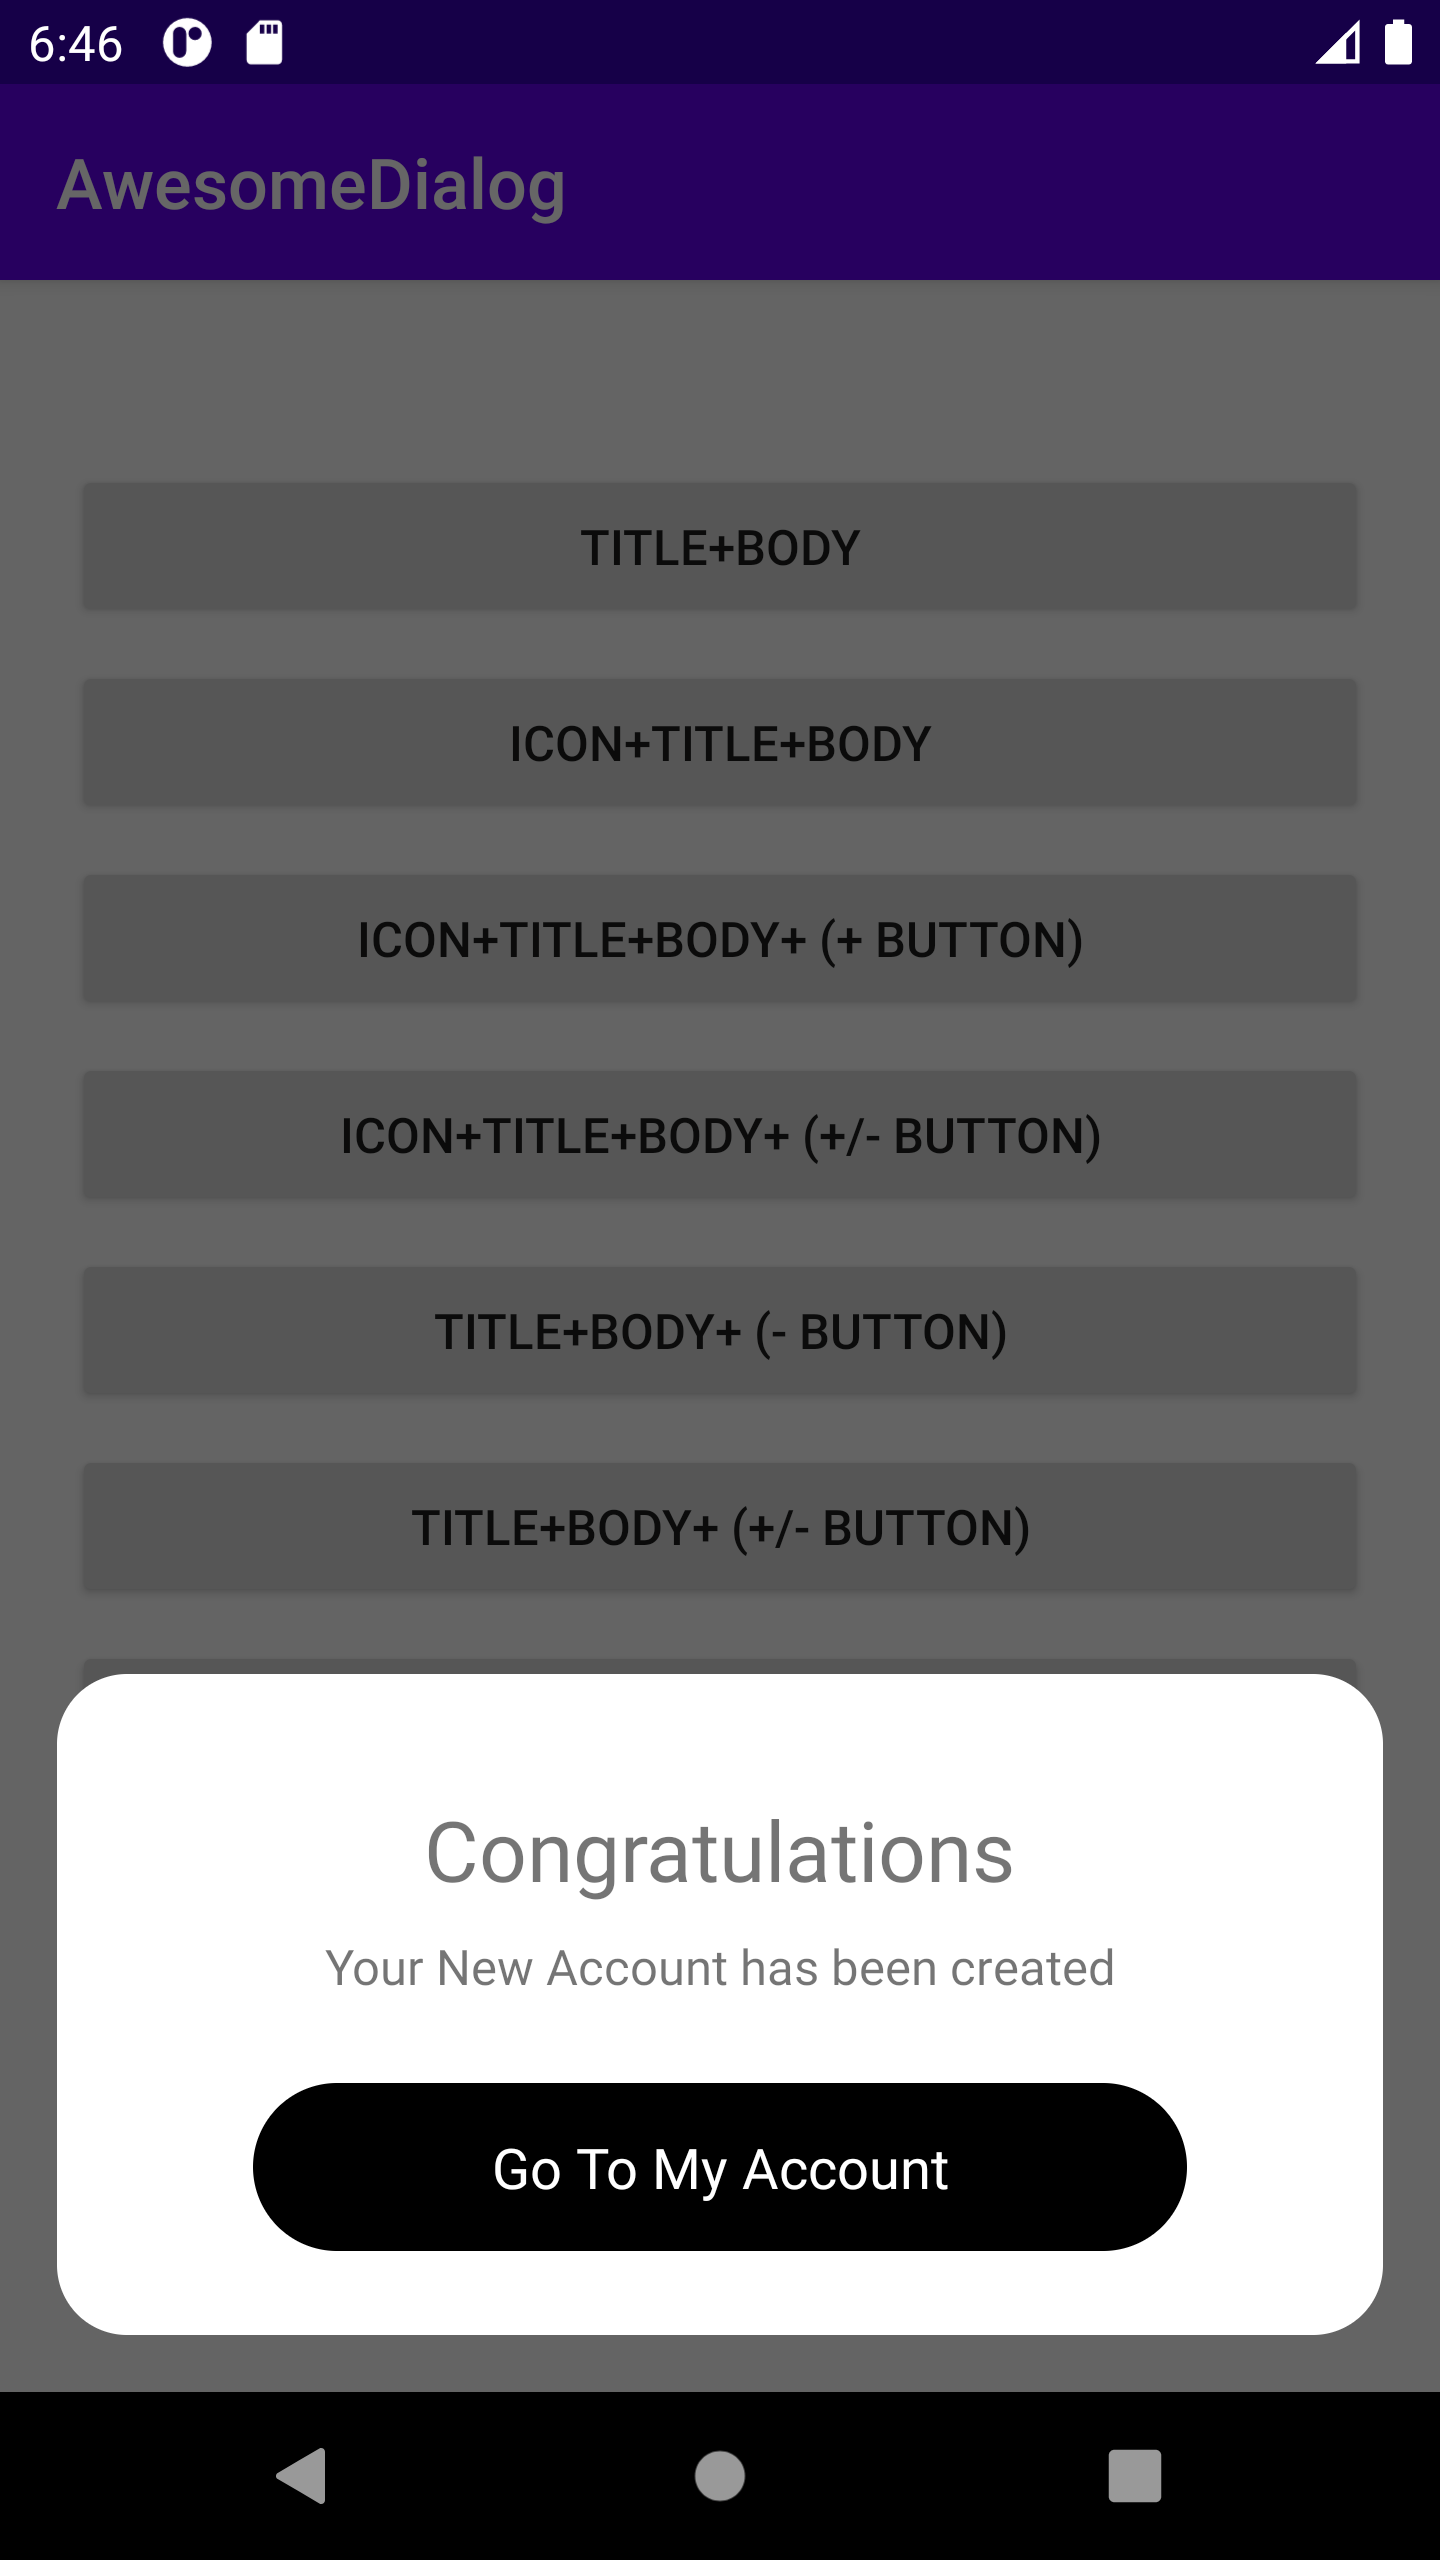 6:46
AwesomeDialog
TITLE+BODY
ICON+TITLE+BODY
ICON+TITLE+BODY+ (+ BUTTON)
ICON+TITLE+BODY+ (+/- BUTTON)
TITLE+BODY+ (- BUTTON)
TITLE+BODY+ (+/- BUTTON)
Congratulations
Your New Account has been created
Go To My Account